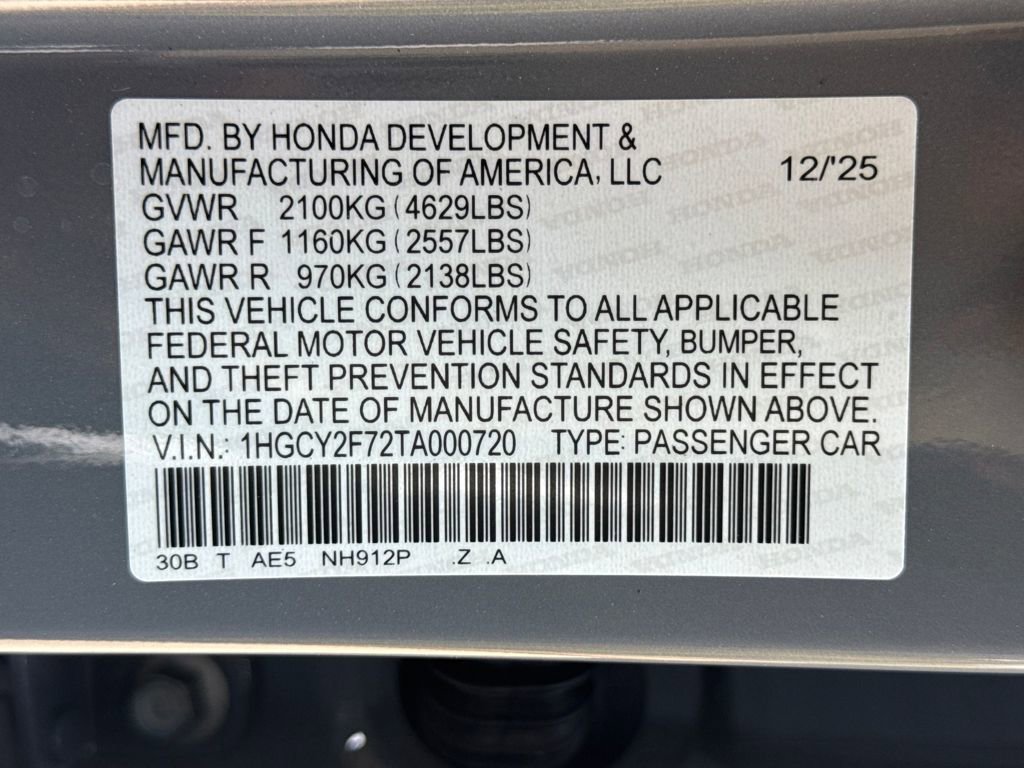 MFD. BY HONDA DEVELOPMENT &
MANUFACTURING OF AMERICA, LLC 12/'25
GVWR 2100KG (4629LBS)
GAWR F 1160KG (2557LBS)
GAWR R 970KG (2138LBS)
THIS VEHICLE CONFORMS TO ALL APPLICABLE
FEDERAL MOTOR VEHICLE SAFETY, BUMPER,
AND THEFT PREVENTION STANDARDS IN EFFECT
ON THE DATE OF MANUFACTURE SHOWN ABOVE.
V.I.N.: 1HGCY2F72TA000720 TYPE: PASSENGER CAR
30B T AE5 NH912P .Z .A